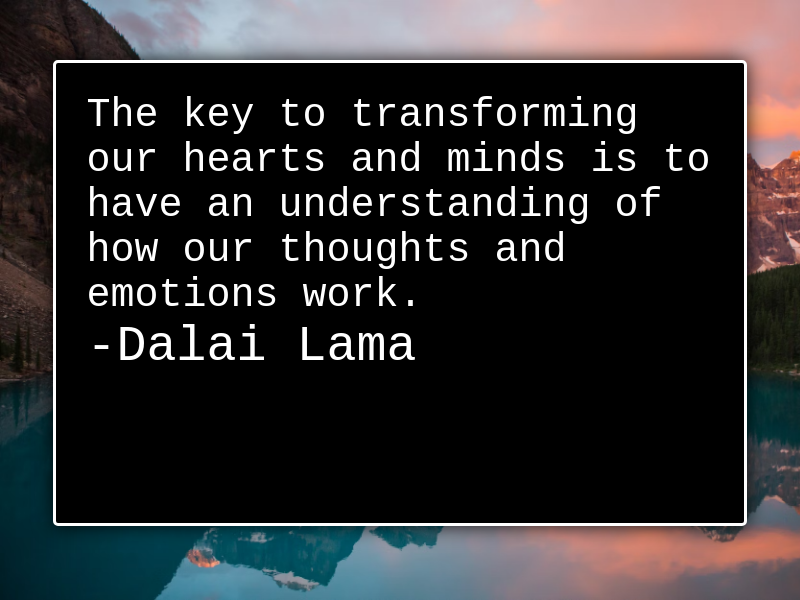 The key to transforming
our hearts and minds is to
have an understanding of
how our thoughts and
emotions work.
-Dalai Lama